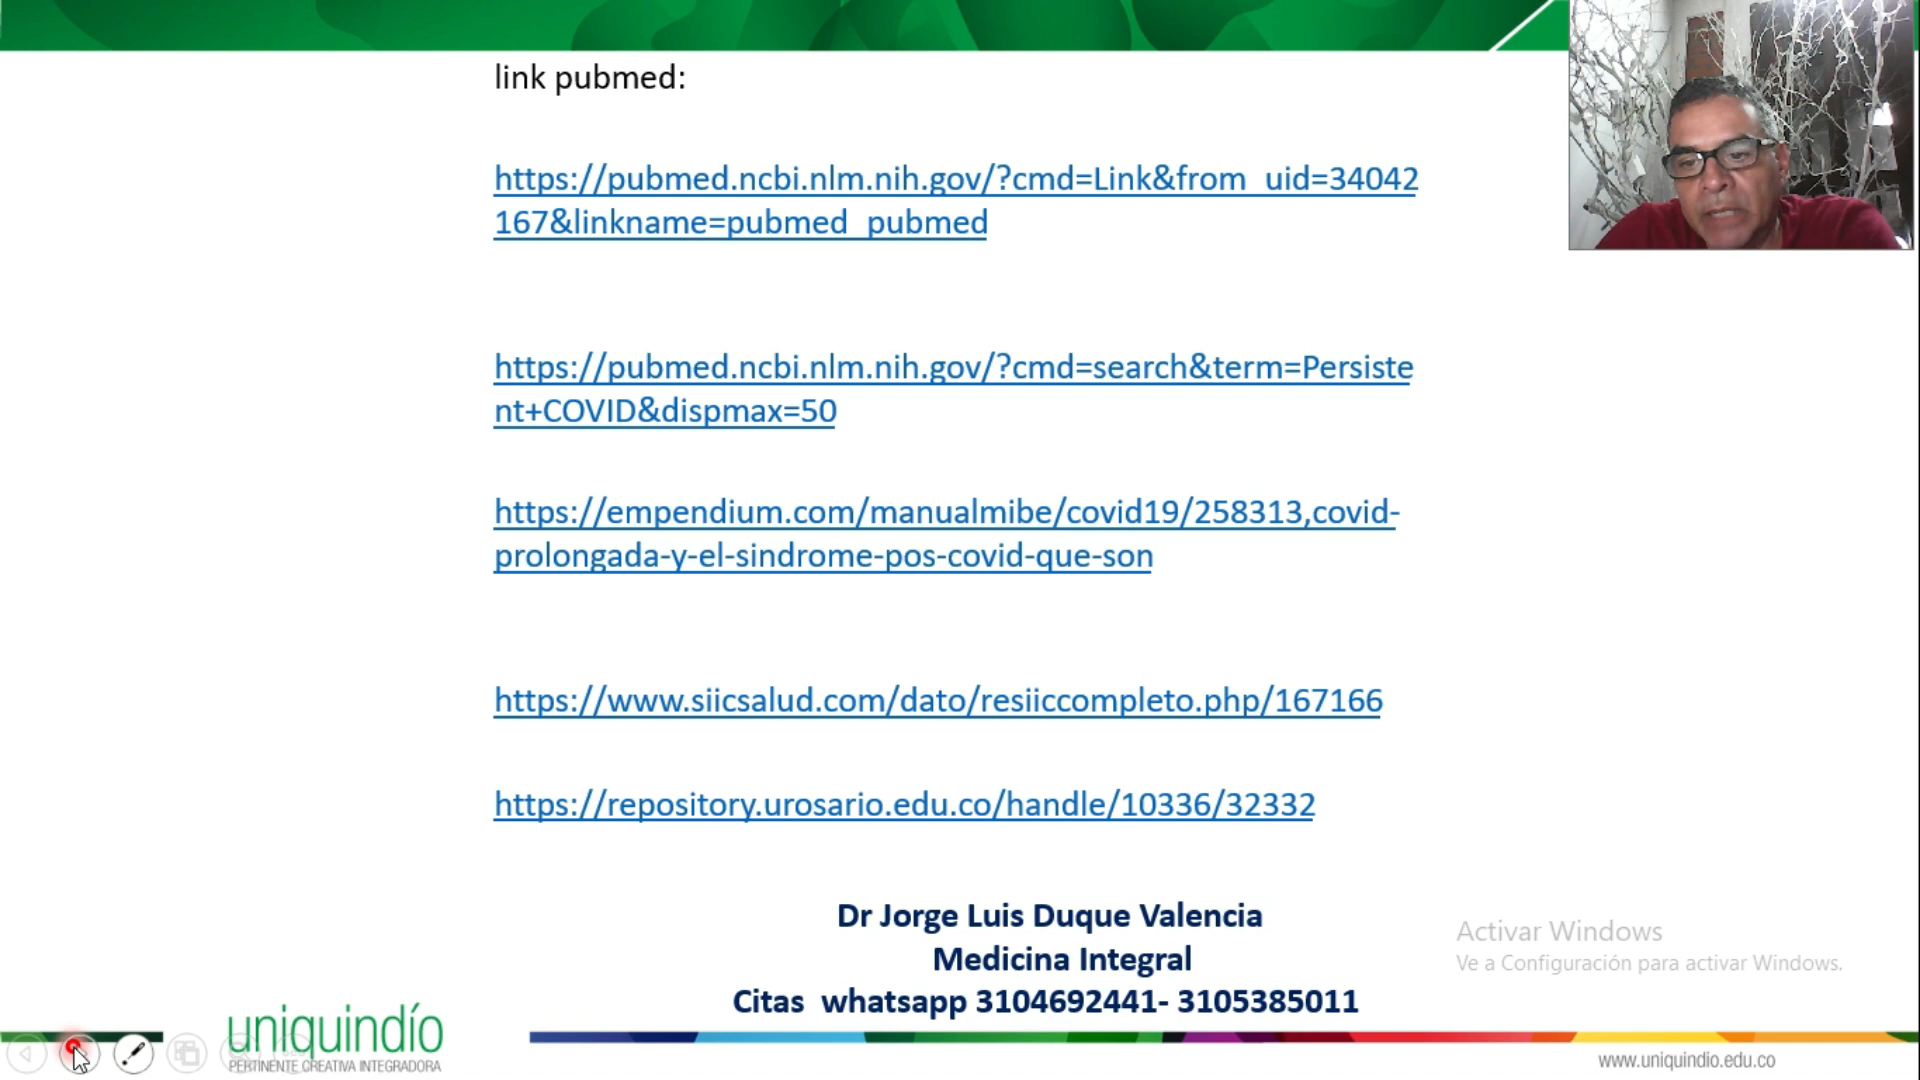 link pubmed:
https://pubmed.ncbi.nlm.nih.gov/?cmd=Link&from_uid=34042
167&linkname=pubmed_pubmed
https://pubmed.ncbi.nlm.nih.gov/?cmd=search&term=Persiste
nt+COVID&dispmax=50
https://empendium.com/manualmibe/covid19/258313,covid-
prolongada-y-el-sindrome-pos-covid-que-son
https://www.siicsalud.com/dato/resiiccompleto.php/167166
https://repository.urosario.edu.co/handle/10336/32332
Dr Jorge Luis Duque Valencia
Medicina Integral
Citas whatsapp 3104692441- 3105385011
Activar Windows
Ve a Configuración para activar Windows.
uniquindío
PERTINENTE CREATIVA INTEGRADORA
www.uniquindio.edu.co